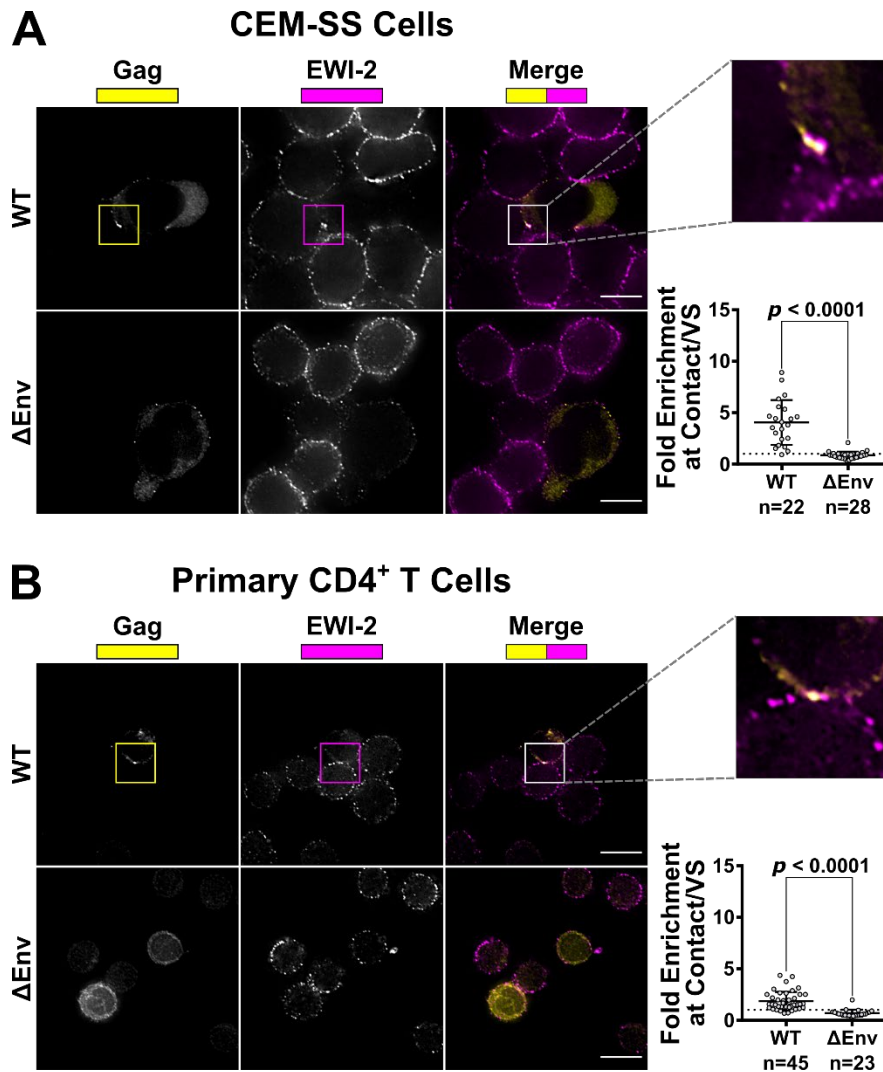 A
CEM-SS Cells
Gag
EWI-2
Merge
WT
ΔEnv
Fold Enrichment
at Contact/VS
15
10
5
0
p < 0.0001
WT
ΔEnv
n=22
n=28
B
Primary CD4⁺ T Cells
Gag
EWI-2
Merge
WT
ΔEnv
Fold Enrichment
at Contact/VS
15
10
5
0
p < 0.0001
WT
ΔEnv
n=45
n=23